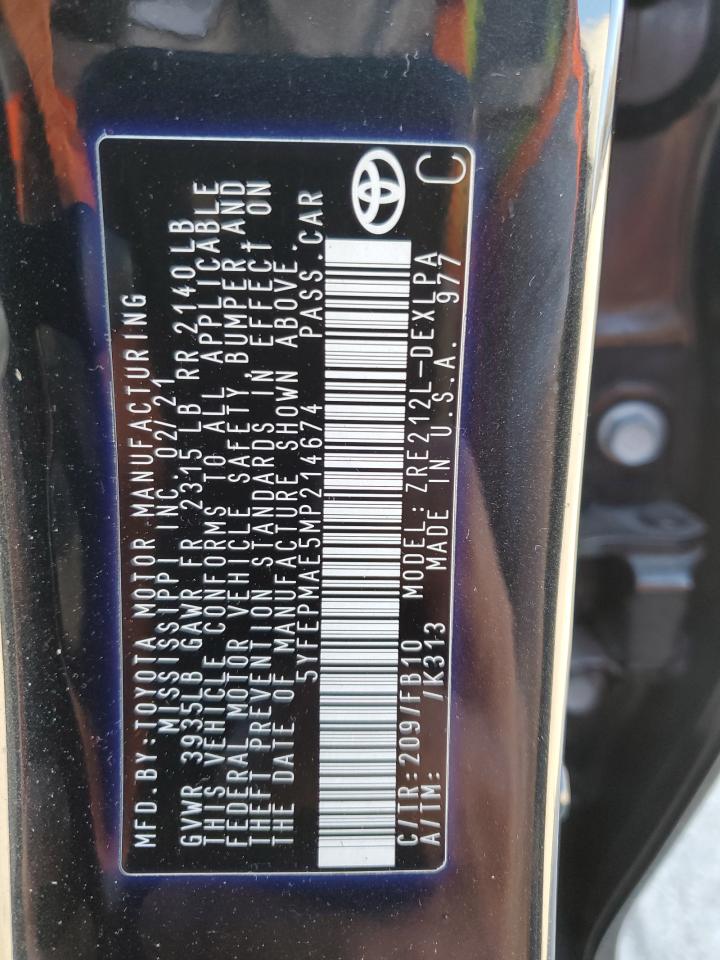 MFD.BY:TOYOTA MOTOR MANUFACTURING
MISSISSIPPI INC.02/21
GVWR 3935LB GAWR FR 2315LB RR 2140LB
THIS VEHICLE CONFORMS TO ALL APPLICABLE
FEDERAL MOTOR VEHICLE SAFETY,BUMPER,AND
THEFT PREVENTION STANDARDS IN EFFECT ON
THE DATE OF MANUFACTURE SHOWN ABOVE.
5YFEPMAE5MP214674 PASS.CAR
C/TR:209/FB10 MODEL:ZRE212L-DEXLPA
A/TM: /K313 MADE IN U.S.A. 977 C